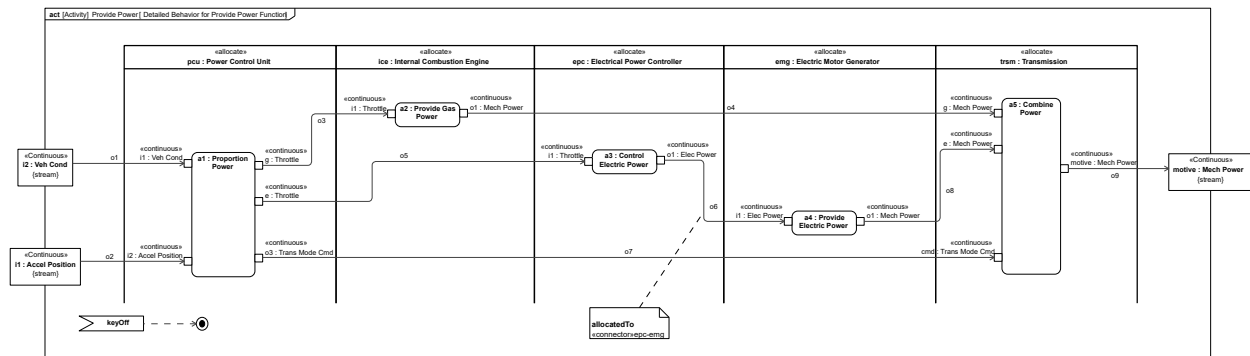 act [Activity] Provide Power [ Detailed Behavior for Provide Power Function]
«allocate»
pcu : Power Control Unit
«allocate»
ice : Internal Combustion Engine
«allocate»
epc : Electrical Power Controller
«allocate»
emg : Electric Motor Generator
«allocate»
trsm : Transmission
«continuous»
i1 : Throttle
a2 : Provide Gas
Power
«continuous»
o1 : Mech Power
o4
«continuous»
g : Mech Power
a5 : Combine
Power
o3
«Continuous»
i2 : Veh Cond
{stream}
o1
«continuous»
i1 : Veh Cond
a1 : Proportion
Power
«continuous»
g : Throttle
o5
«continuous»
i1 : Throttle
a3 : Control
Electric Power
«continuous»
o1 : Elec Power
«continuous»
e : Mech Power
«continuous»
motive : Mech Power
o9
«Continuous»
motive : Mech Power
{stream}
«continuous»
e : Throttle
o6
«continuous»
i1 : Elec Power
a4 : Provide
Electric Power
«continuous»
o1 : Mech Power
o8
«Continuous»
i1 : Accel Position
{stream}
o2
«continuous»
i2 : Accel Position
«continuous»
o3 : Trans Mode Cmd
o7
«continuous»
cmd : Trans Mode Cmd
keyOff
allocatedTo
«connector»epc-emg